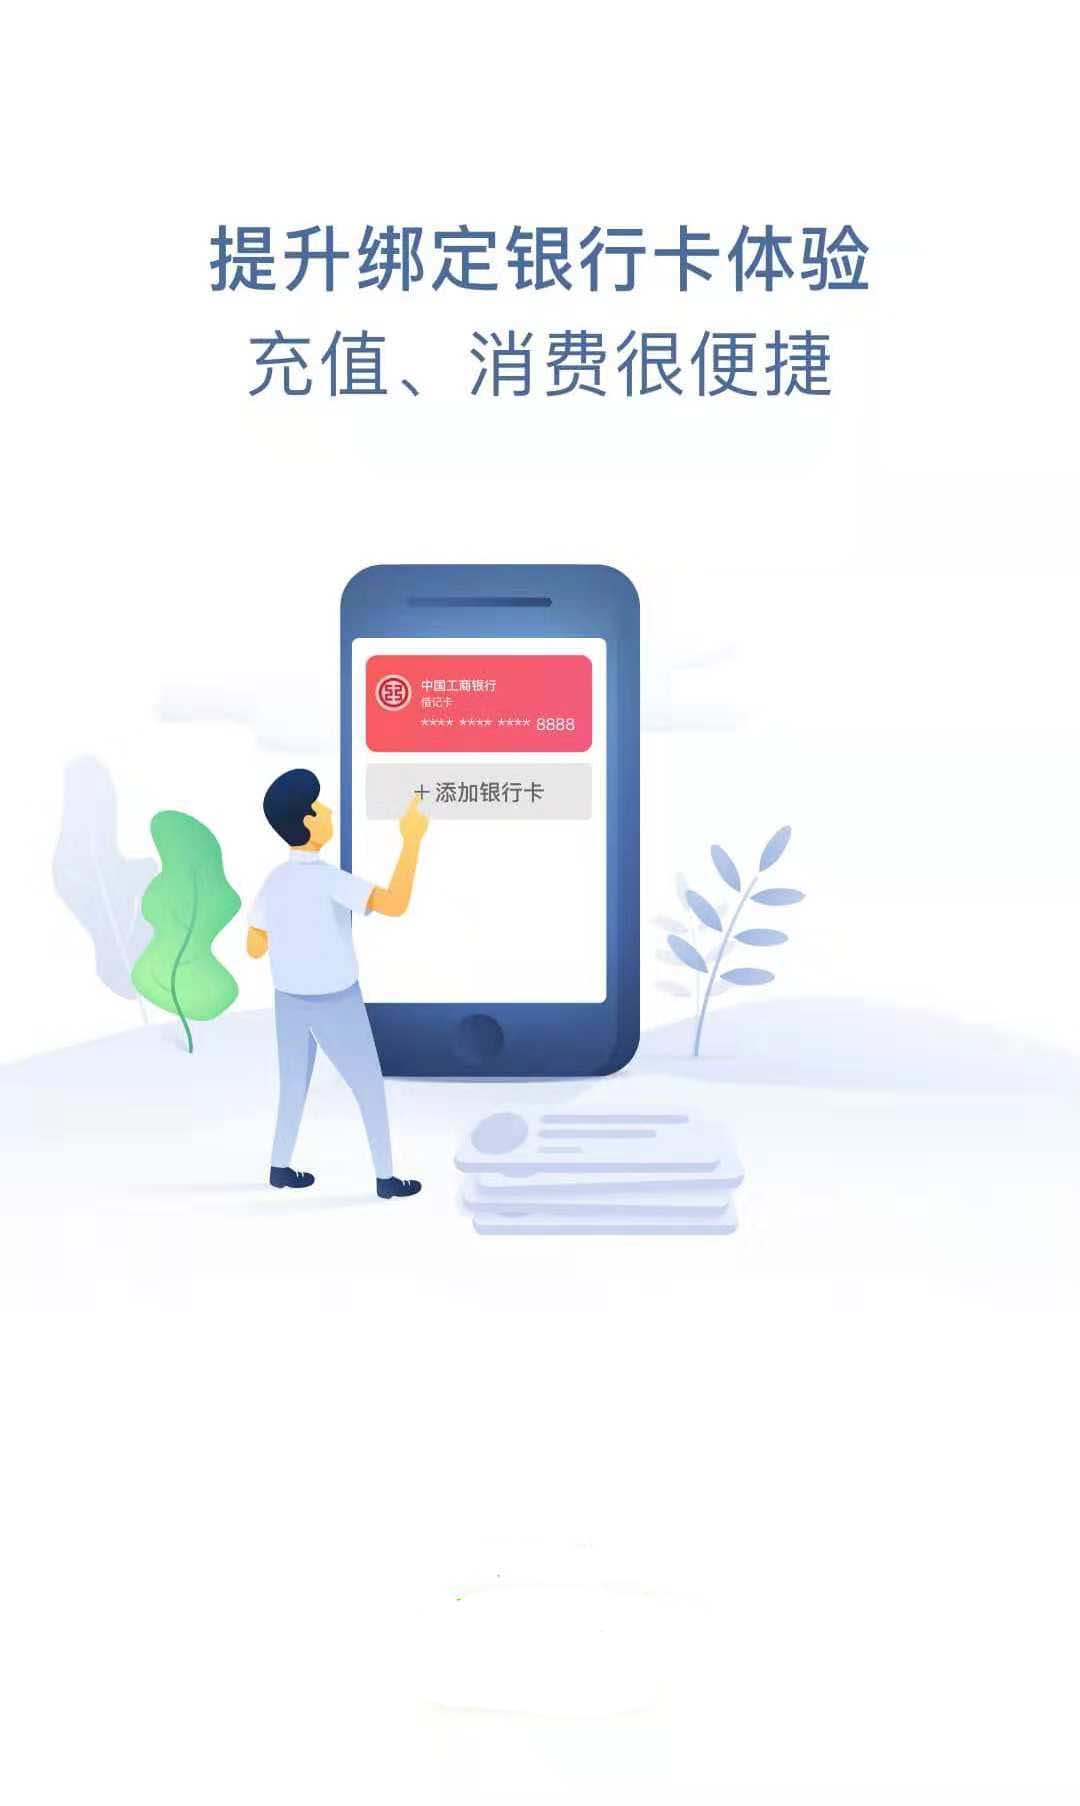 提升绑定银行卡体验
充值、消费很便捷
中国工商银行
借记卡
**** **** **** 8888
+添加银行卡